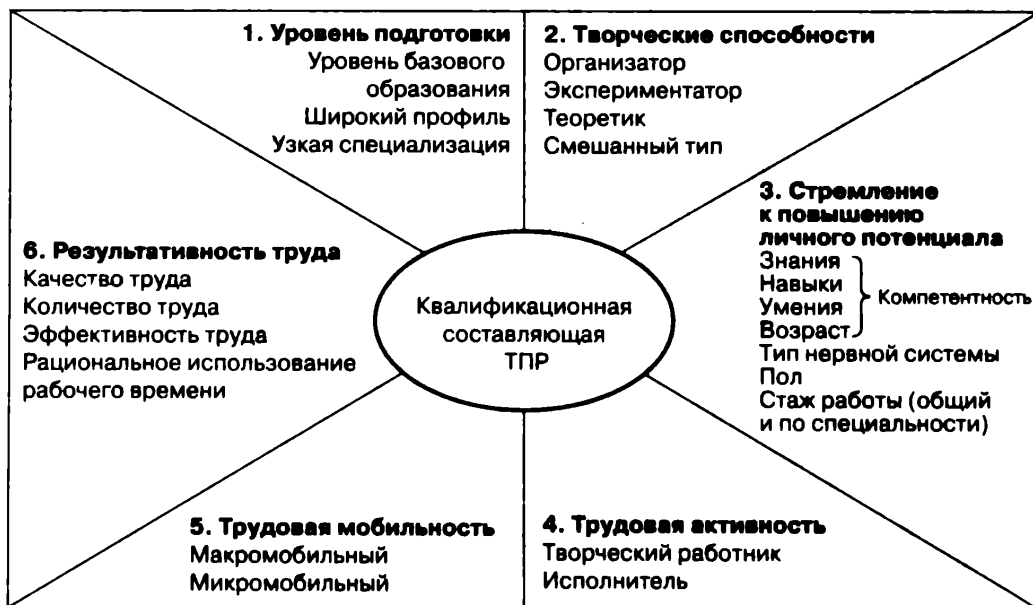 1. Уровень подготовки
Уровень базового
образования
Широкий профиль
Узкая специализация
2. Творческие способности
Организатор
Экспериментатор
Теоретик
Смешанный тип
3. Стремление
к повышению
личного потенциала
Знания
Навыки
Умения
Возраст
Компетентность
Тип нервной системы
Пол
Стаж работы (общий
и по специальности)
6. Результативность труда
Качество труда
Количество труда
Эффективность труда
Рациональное использование
рабочего времени
Квалификационная
составляющая
ТПР
5. Трудовая мобильность
Макромобильный
Микромобильный
4. Трудовая активность
Творческий работник
Исполнитель